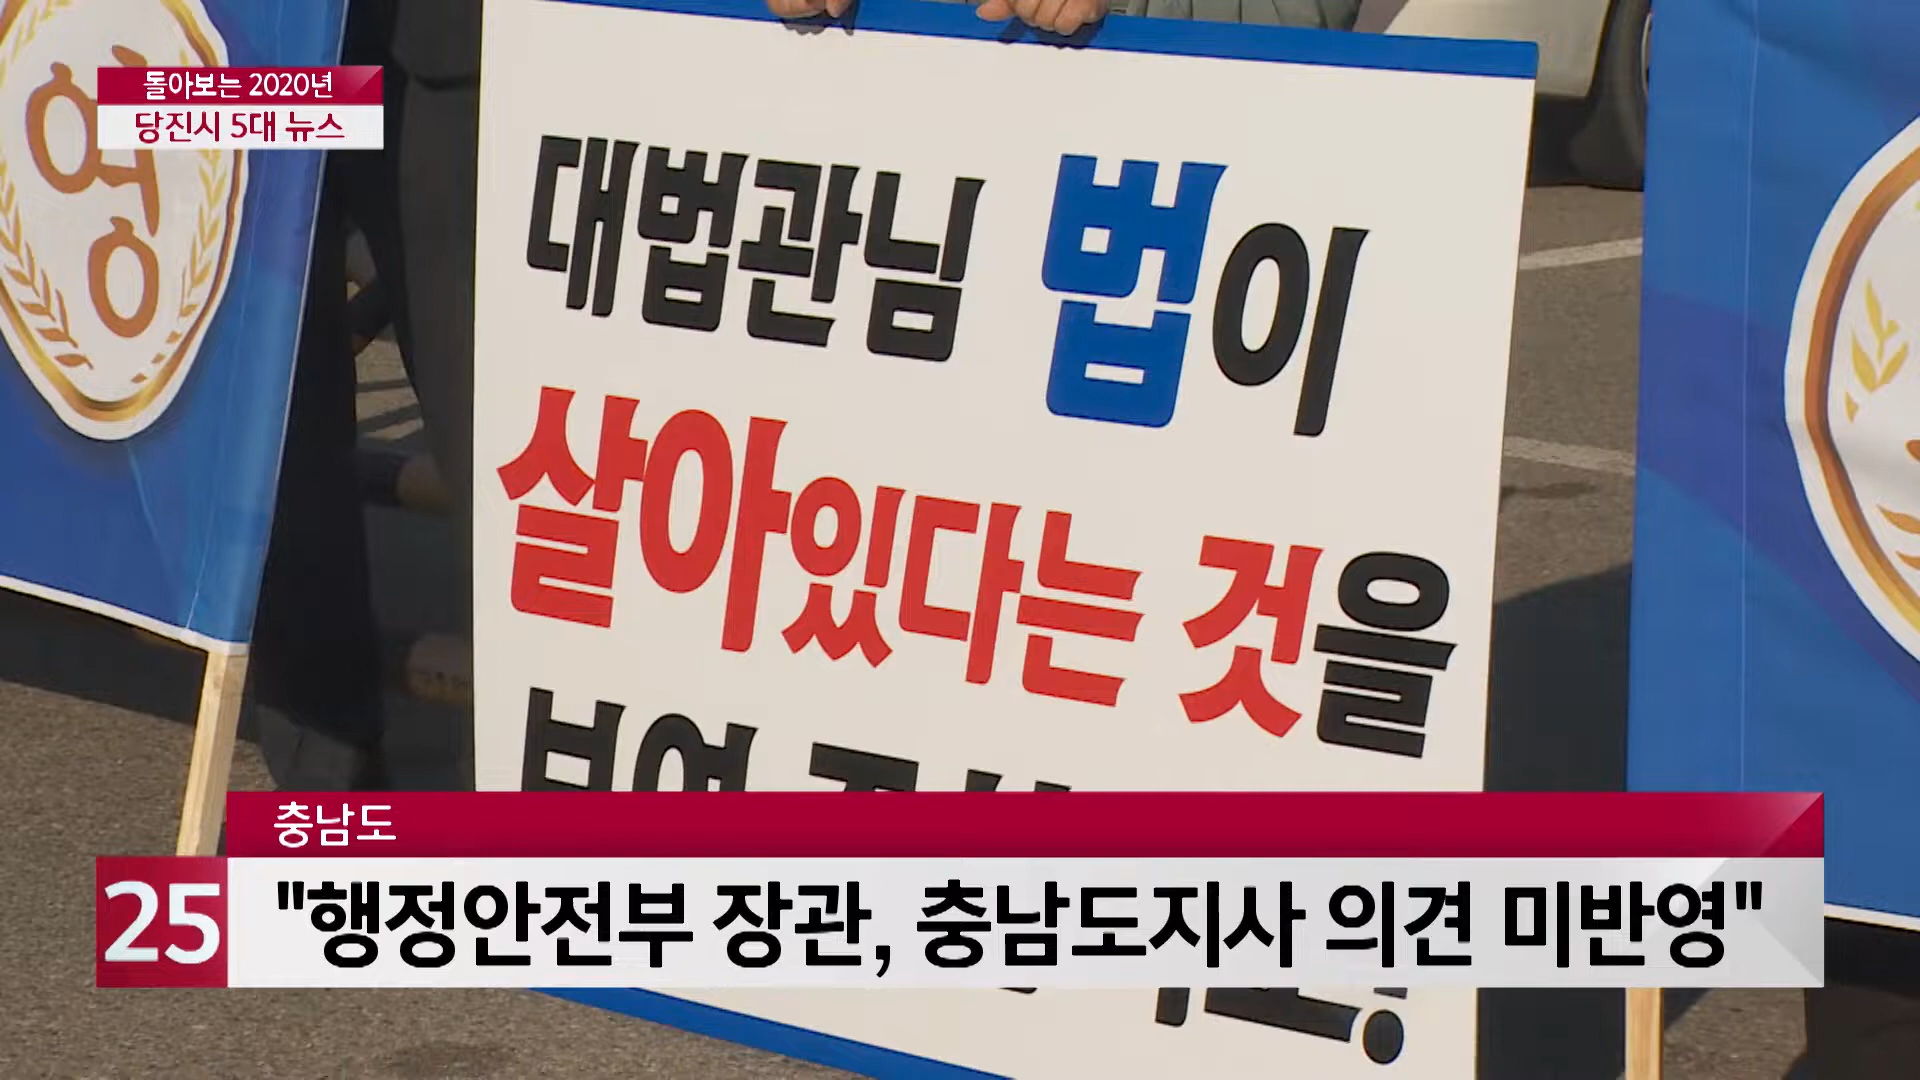 돌아보는 2020년
당진시 5대 뉴스
대법관님 법이
살아있다는 것을
충남도
25
"행정안전부 장관, 충남도지사 의견 미반영"